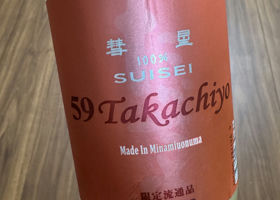 彗星
100%
SUISEI
59 Takachiyo
Made In Minamiuonuma
限定流通品